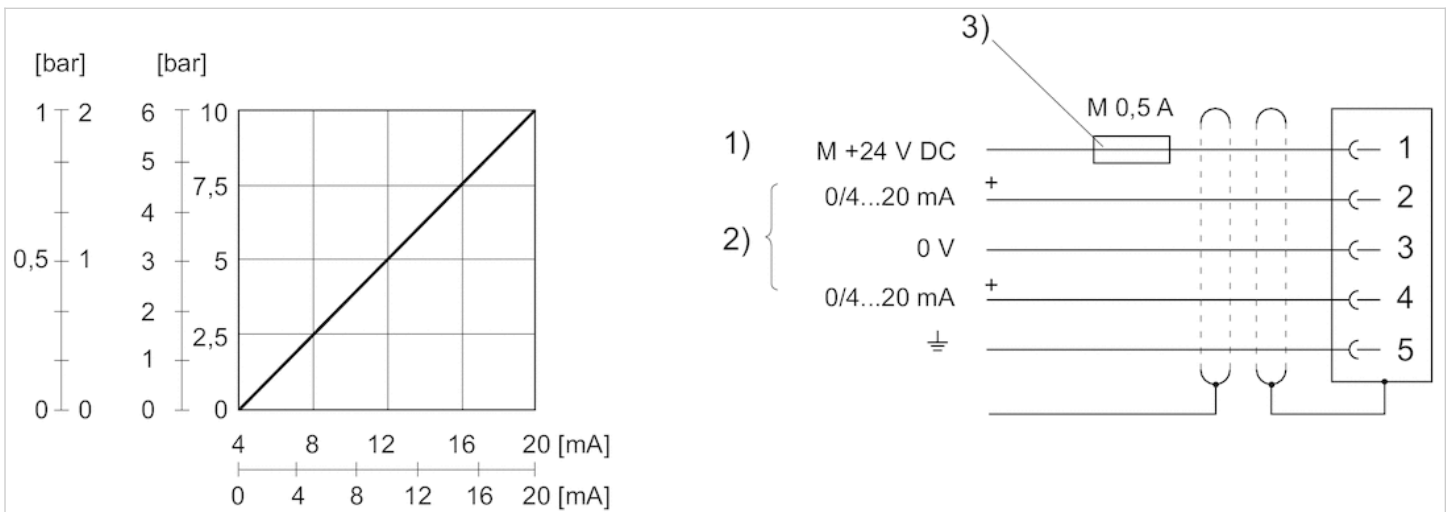 [bar] [bar]
1 2 6 10
5
7,5
4
0,5 1 3 5
2
2,5
1
0 0 0 0
4 8 12 16 20 [mA]
0 4 8 12 16 20 [mA]
3)
M 0,5 A
1) M +24 V DC 1
+
0/4...20 mA 2
2)
0 V 3
+
0/4...20 mA 4
5